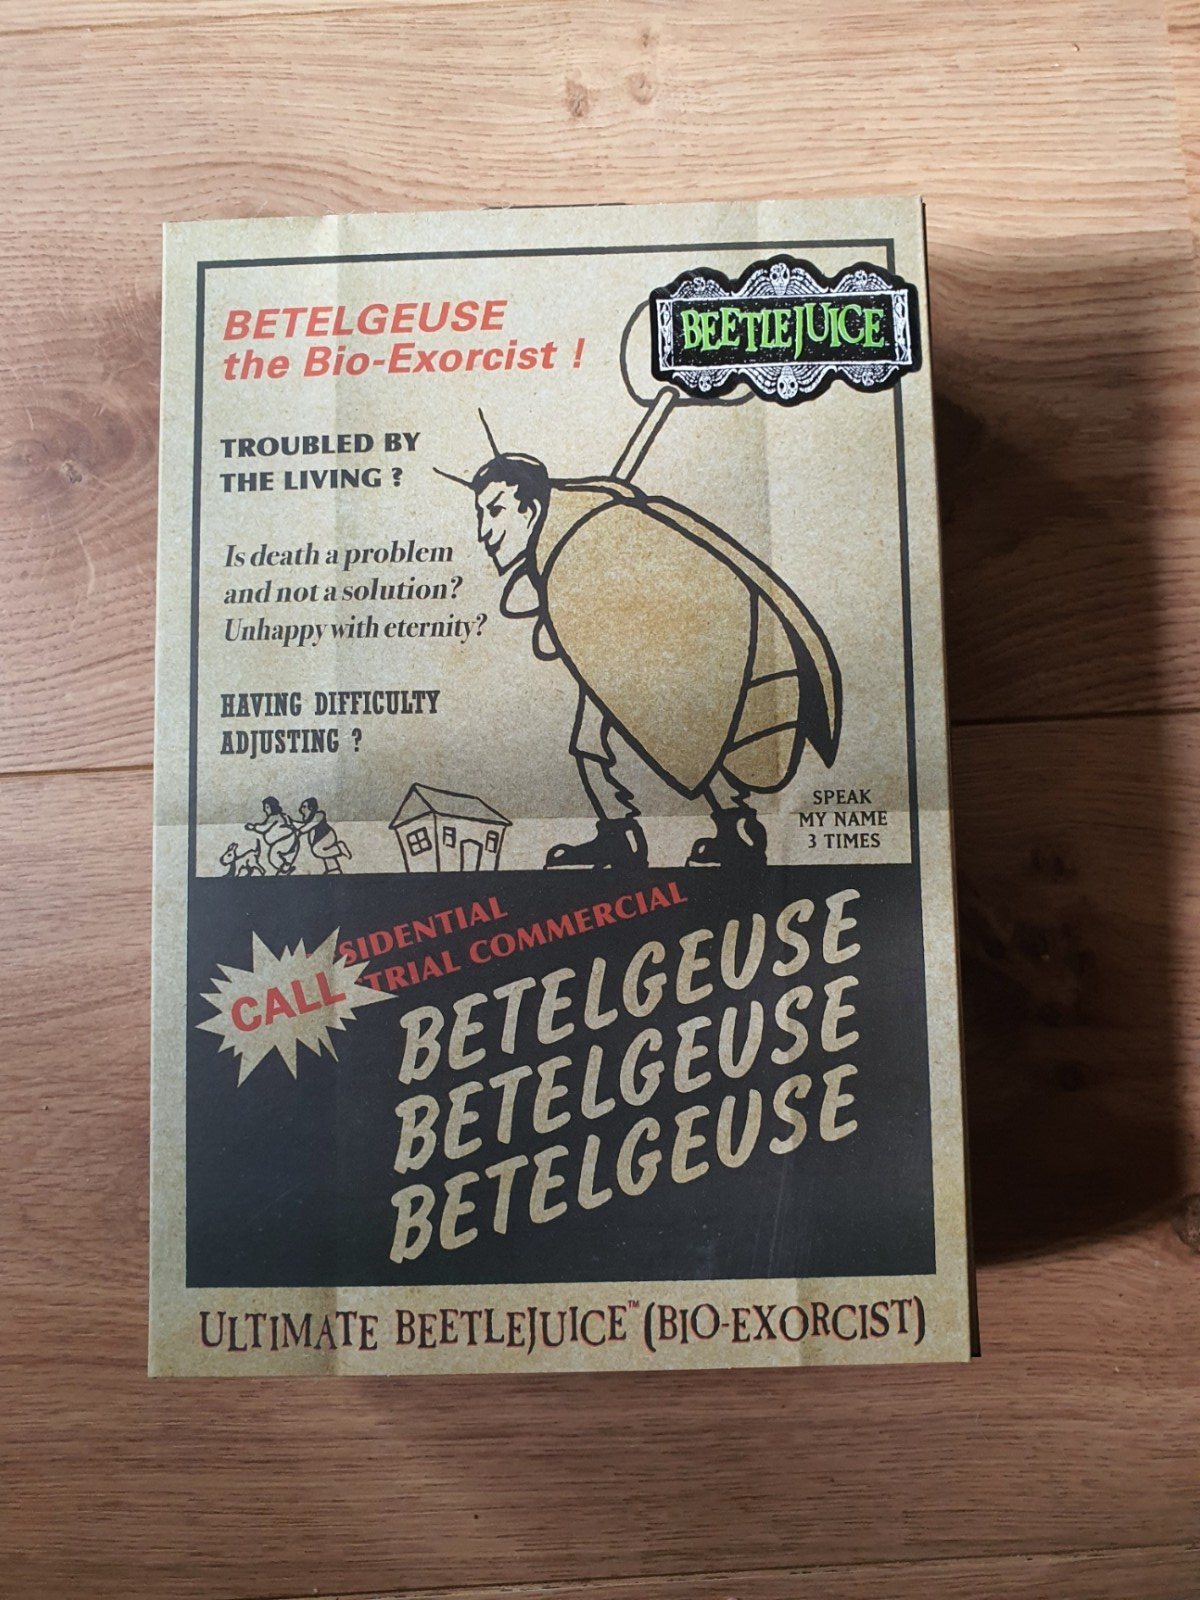 BETELGEUSE
the Bio-Exorcist !
BEETLEJUICE
TROUBLED BY
THE LIVING ?
Is death a problem
and not a solution?
Unhappy with eternity?
HAVING DIFFICULTY
ADJUSTING ?
SPEAK
MY NAME
3 TIMES
SIDENTIAL
TRIAL COMMERCIAL
CALL
BETELGEUSE
BETELGEUSE
BETELGEUSE
ULTIMATE BEETLEJUICE™ (BIO-EXORCIST)